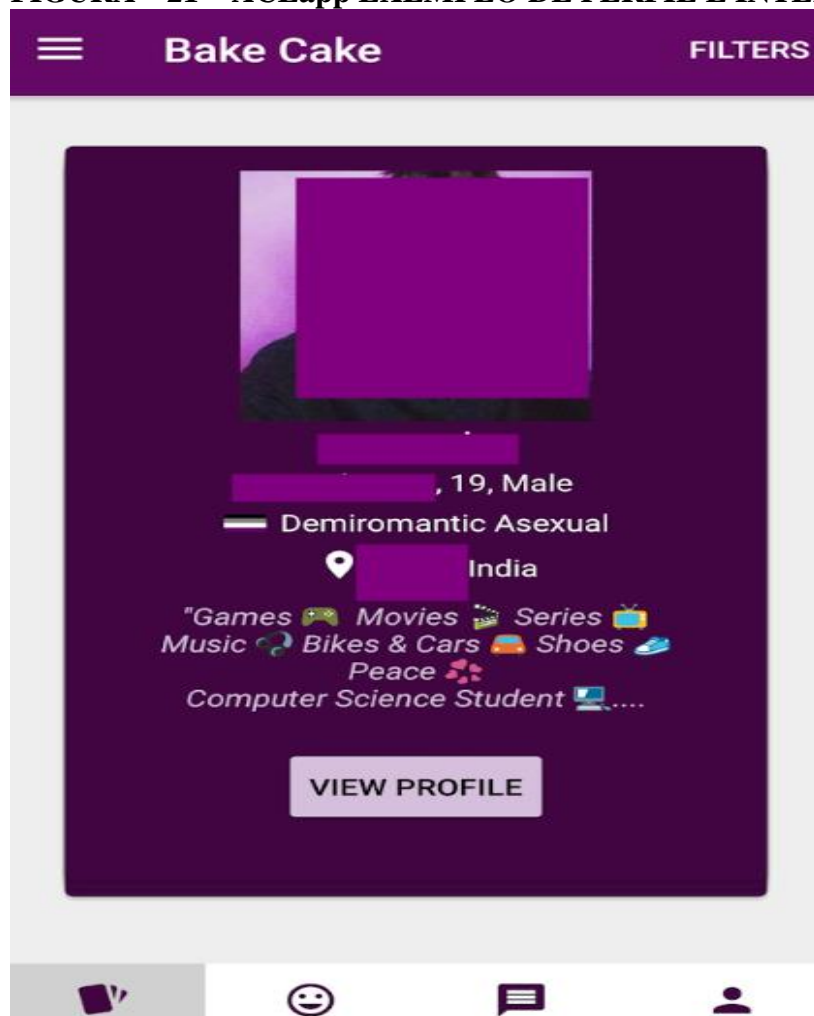 Bake Cake FILTERS
, 19, Male
Demiromantic Asexual
India
"Games 🎮 Movies 🎬 Series 📺
Music 🎧 Bikes & Cars 🚘 Shoes 👟
Peace 💞
Computer Science Student 💻....
VIEW PROFILE